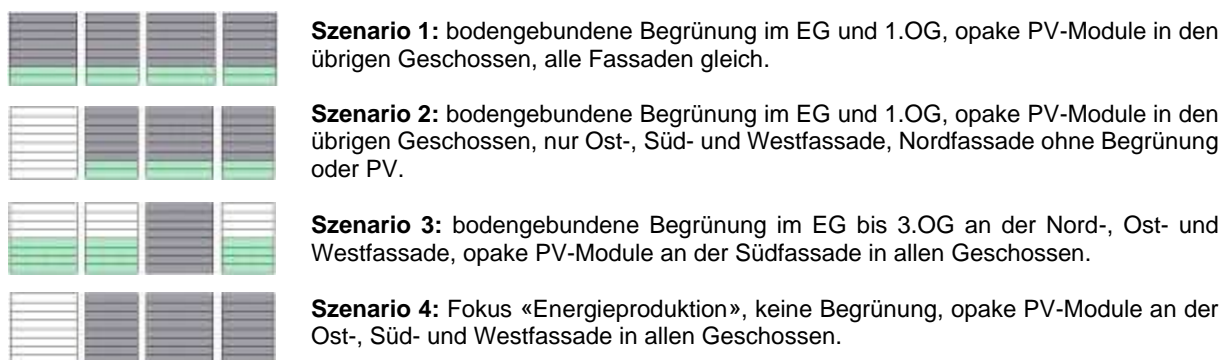 Szenario 1: bodengebundene Begrünung im EG und 1.OG, opake PV-Module in den
übrigen Geschossen, alle Fassaden gleich.
Szenario 2: bodengebundene Begrünung im EG und 1.OG, opake PV-Module in den
übrigen Geschossen, nur Ost-, Süd- und Westfassade, Nordfassade ohne Begrünung
oder PV.
Szenario 3: bodengebundene Begrünung im EG bis 3.OG an der Nord-, Ost- und
Westfassade, opake PV-Module an der Südfassade in allen Geschossen.
Szenario 4: Fokus «Energieproduktion», keine Begrünung, opake PV-Module an der
Ost-, Süd- und Westfassade in allen Geschossen.